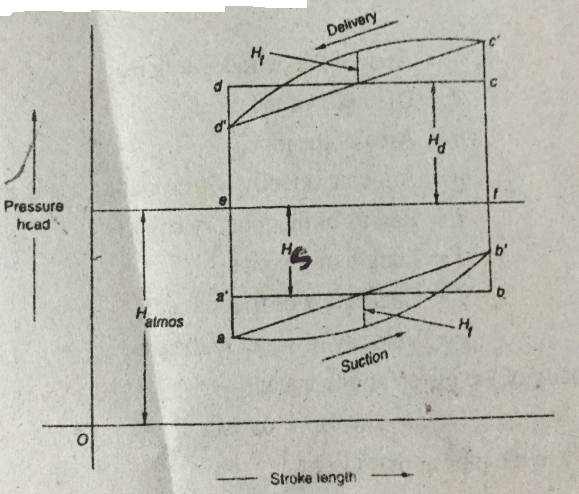 Delivery
H_f
c'
d
c
d'
H_d
Pressure
head
e
f
H_S
b'
a'
b
H_atmos
a
H_f
Suction
O
Stroke length